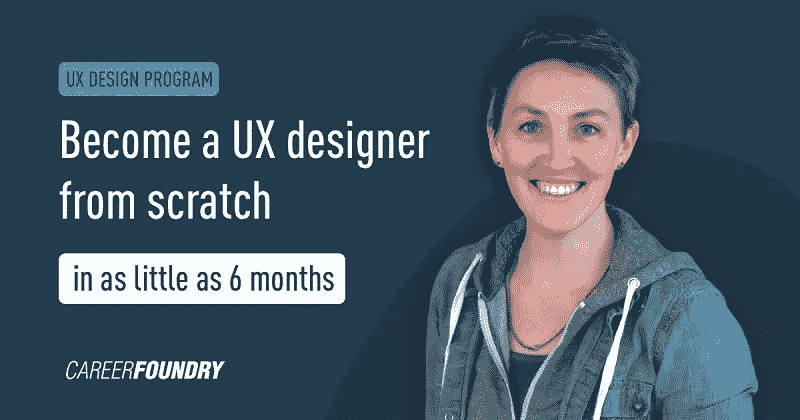 UX DESIGN PROGRAM
Become a UX designer
from scratch
in as little as 6 months
CAREERFOUNDRY